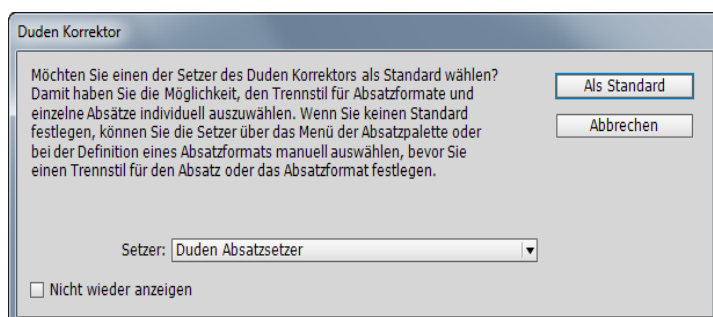 Duden Korrektor
Möchten Sie einen der Setzer des Duden Korrektors als Standard wählen?
Damit haben Sie die Möglichkeit, den Trennstil für Absatzformate und
einzelne Absätze individuell auszuwählen. Wenn Sie keinen Standard
festlegen, können Sie die Setzer über das Menü der Absatzpalette oder
bei der Definition eines Absatzformats manuell auswählen, bevor Sie
einen Trennstil für den Absatz oder das Absatzformat festlegen.
Als Standard
Abbrechen
Setzer: Duden Absatzsetzer
Nicht wieder anzeigen